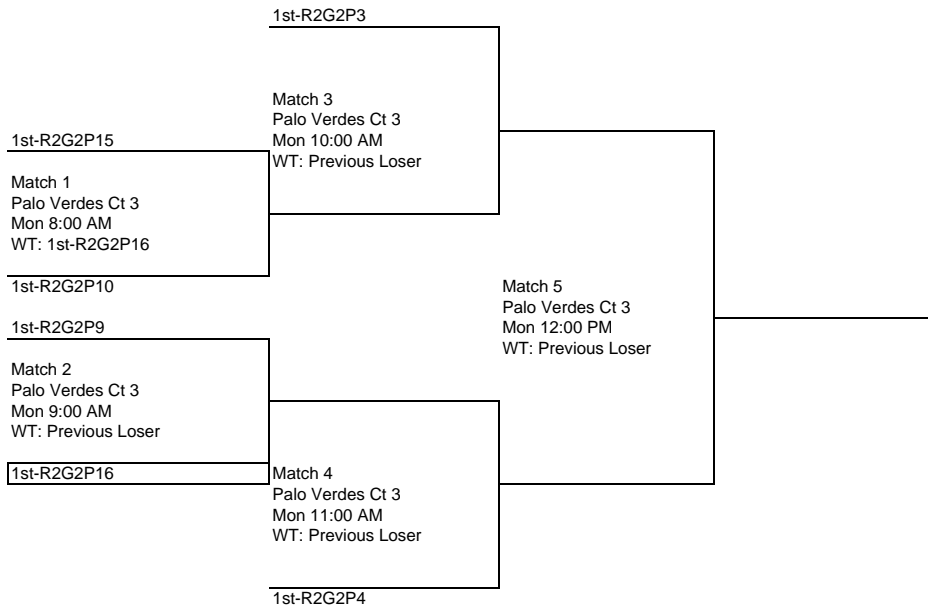 1st-R2G2P3
Match 3
Palo Verdes Ct 3
Mon 10:00 AM
WT: Previous Loser
1st-R2G2P15
Match 1
Palo Verdes Ct 3
Mon 8:00 AM
WT: 1st-R2G2P16
1st-R2G2P10
Match 5
Palo Verdes Ct 3
Mon 12:00 PM
WT: Previous Loser
1st-R2G2P9
Match 2
Palo Verdes Ct 3
Mon 9:00 AM
WT: Previous Loser
1st-R2G2P16
Match 4
Palo Verdes Ct 3
Mon 11:00 AM
WT: Previous Loser
1st-R2G2P4